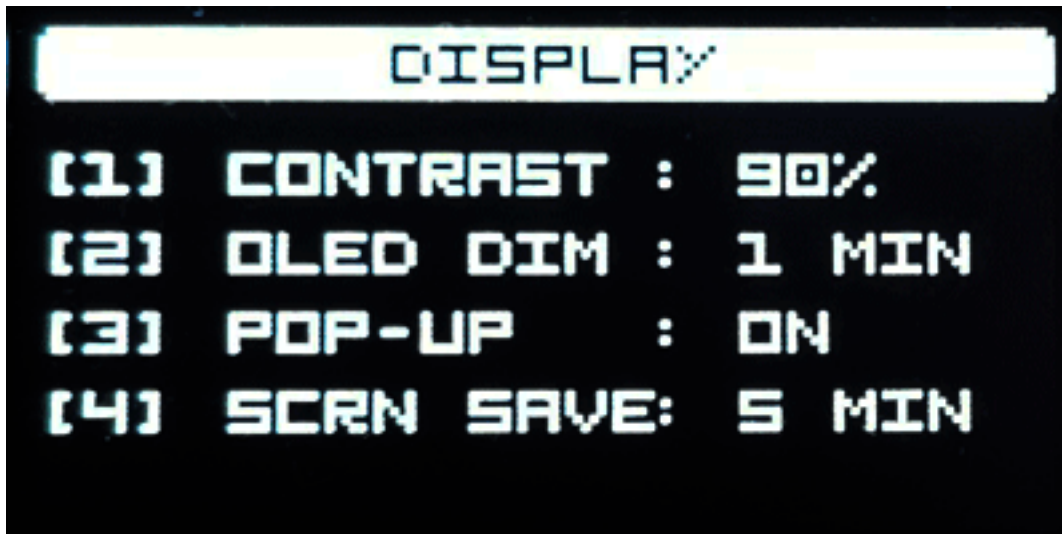 DISPLAY
[1] CONTRAST : 90%
[2] OLED DIM : 1 MIN
[3] POP-UP : ON
[4] SCRN SAVE: 5 MIN